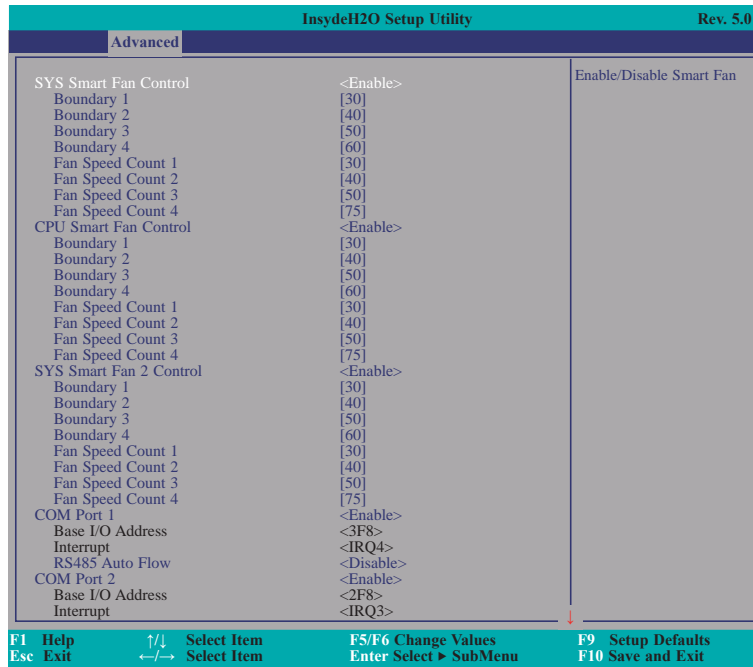 InsydeH2O Setup Utility Rev. 5.0
Advanced
SYS Smart Fan Control <Enable>
Boundary 1 [30]
Boundary 2 [40]
Boundary 3 [50]
Boundary 4 [60]
Fan Speed Count 1 [30]
Fan Speed Count 2 [40]
Fan Speed Count 3 [50]
Fan Speed Count 4 [75]
CPU Smart Fan Control <Enable>
Boundary 1 [30]
Boundary 2 [40]
Boundary 3 [50]
Boundary 4 [60]
Fan Speed Count 1 [30]
Fan Speed Count 2 [40]
Fan Speed Count 3 [50]
Fan Speed Count 4 [75]
SYS Smart Fan 2 Control <Enable>
Boundary 1 [30]
Boundary 2 [40]
Boundary 3 [50]
Boundary 4 [60]
Fan Speed Count 1 [30]
Fan Speed Count 2 [40]
Fan Speed Count 3 [50]
Fan Speed Count 4 [75]
COM Port 1 <Enable>
Base I/O Address <3F8>
Interrupt <IRQ4>
RS485 Auto Flow <Disable>
COM Port 2 <Enable>
Base I/O Address <2F8>
Interrupt <IRQ3>
Enable/Disable Smart Fan
↓
F1 Help ↑/↓ Select Item F5/F6 Change Values F9 Setup Defaults
Esc Exit ←/→ Select Item Enter Select ▶ SubMenu F10 Save and Exit